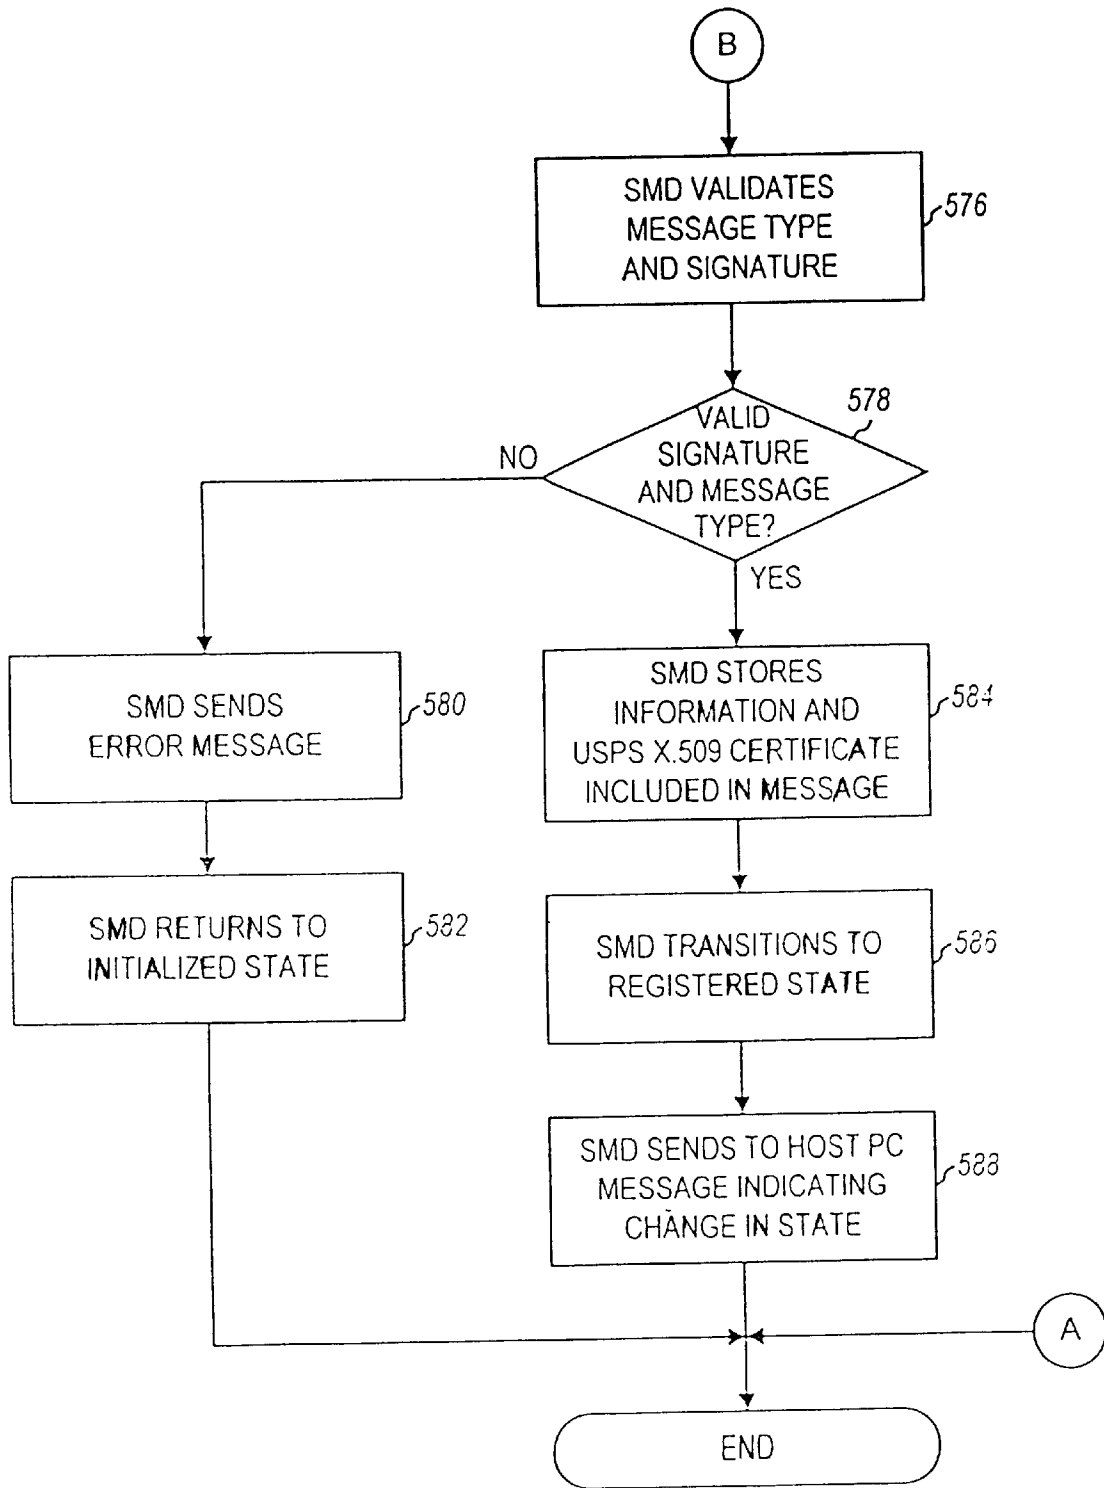 B
SMD VALIDATES
MESSAGE TYPE
AND SIGNATURE
576
VALID
SIGNATURE
AND MESSAGE
TYPE?
578
NO
YES
SMD SENDS
ERROR MESSAGE
580
SMD STORES
INFORMATION AND
USPS X.509 CERTIFICATE
INCLUDED IN MESSAGE
584
SMD RETURNS TO
INITIALIZED STATE
582
SMD TRANSITIONS TO
REGISTERED STATE
586
SMD SENDS TO HOST PC
MESSAGE INDICATING
CHANGE IN STATE
588
A
END